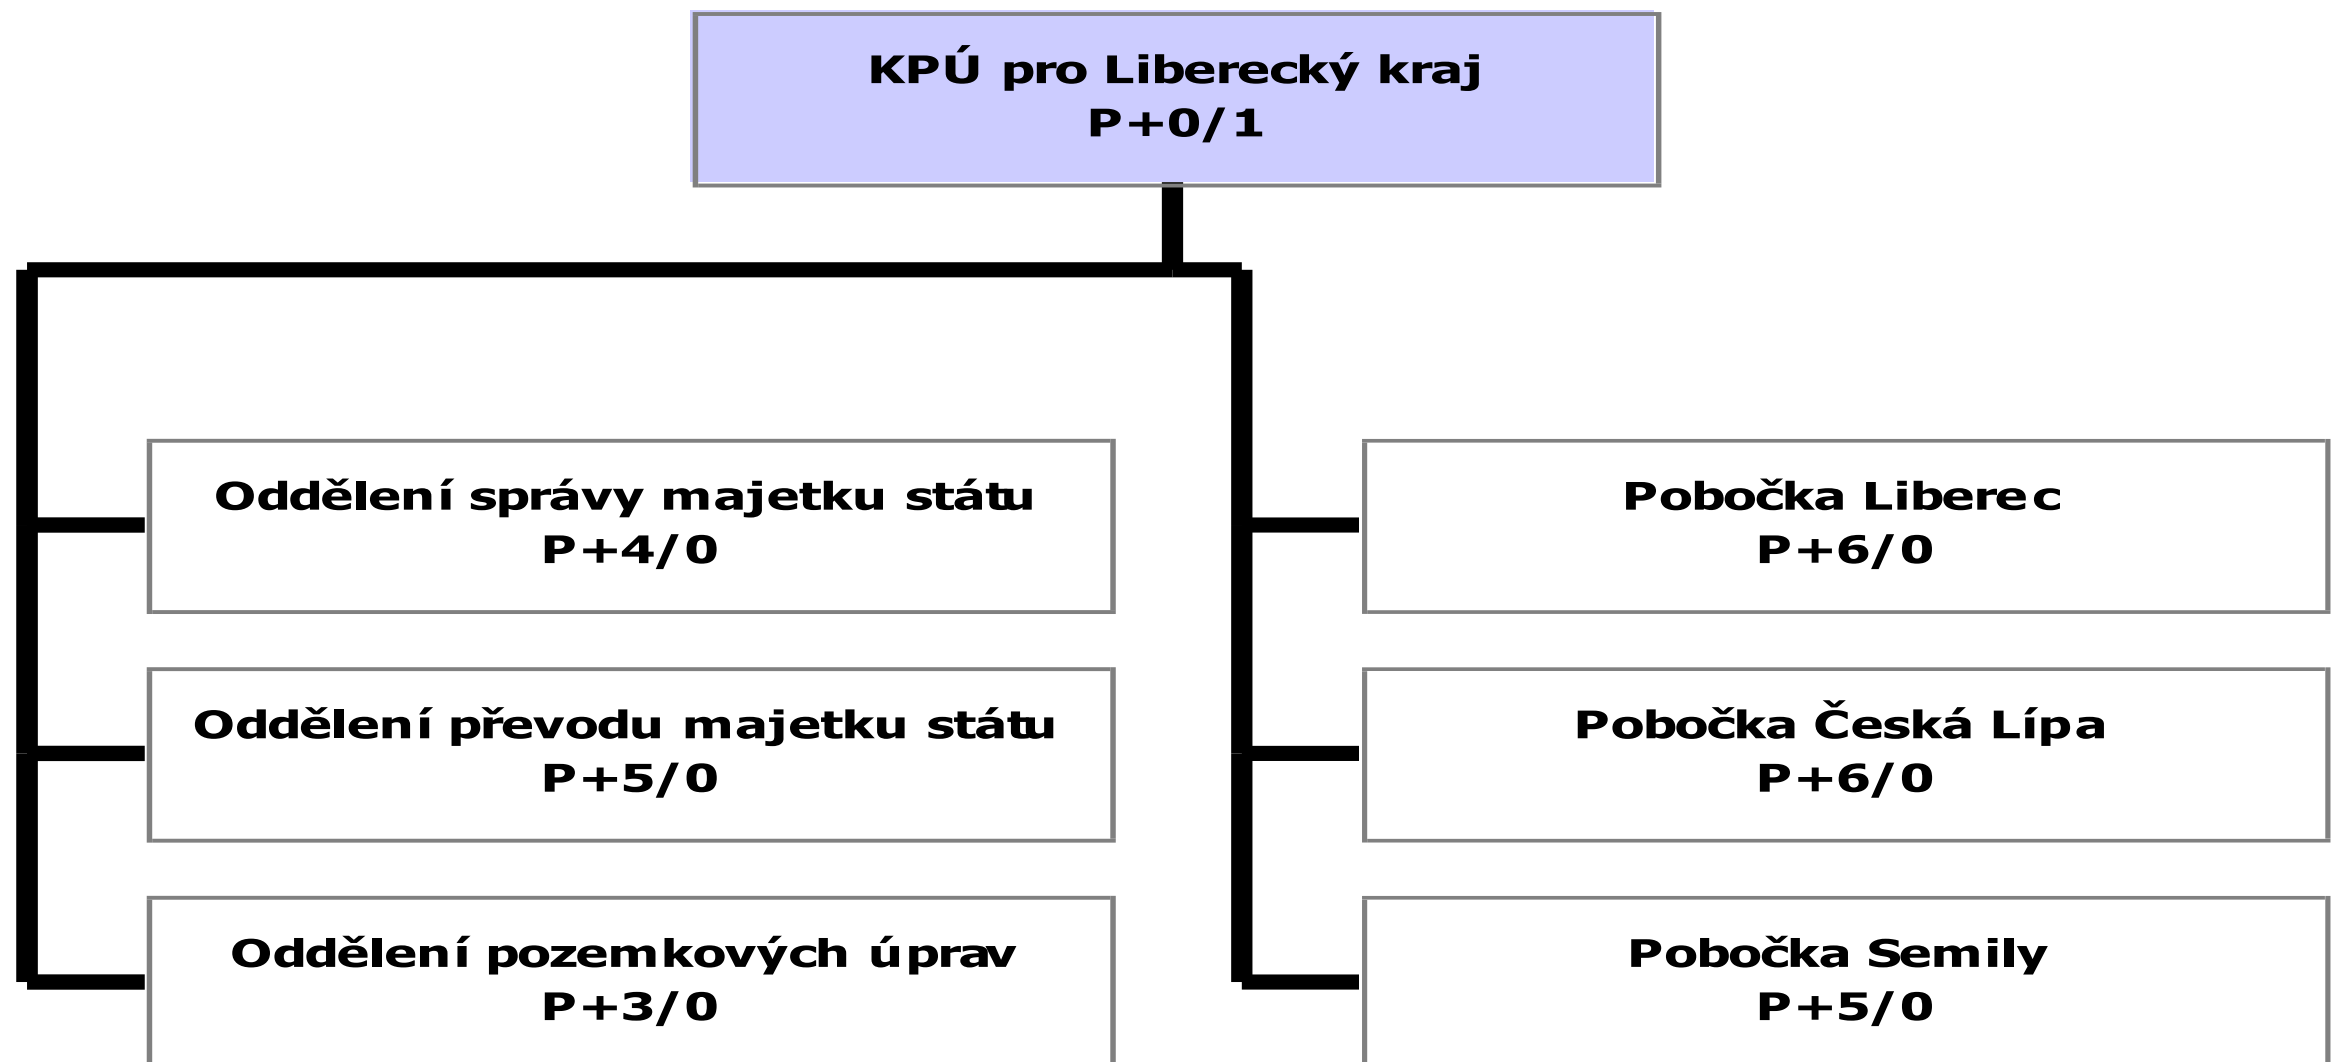 KPÚ pro Liberecký kraj
P+0/1
Oddělení správy majetku státu
P+4/0
Pobočka Liberec
P+6/0
Oddělení převodu majetku státu
P+5/0
Pobočka Česká Lípa
P+6/0
Oddělení pozemkových úprav
P+3/0
Pobočka Semily
P+5/0